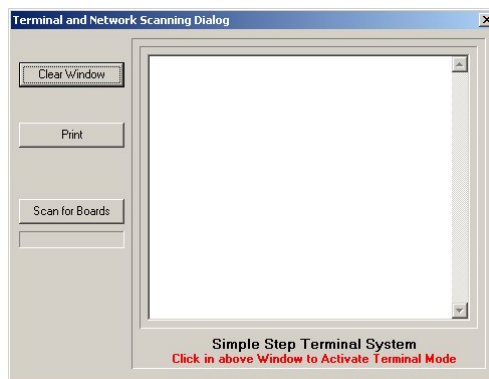 Terminal and Network Scanning Dialog
Clear Window
Print
Scan for Boards
Simple Step Terminal System
Click in above Window to Activate Terminal Mode